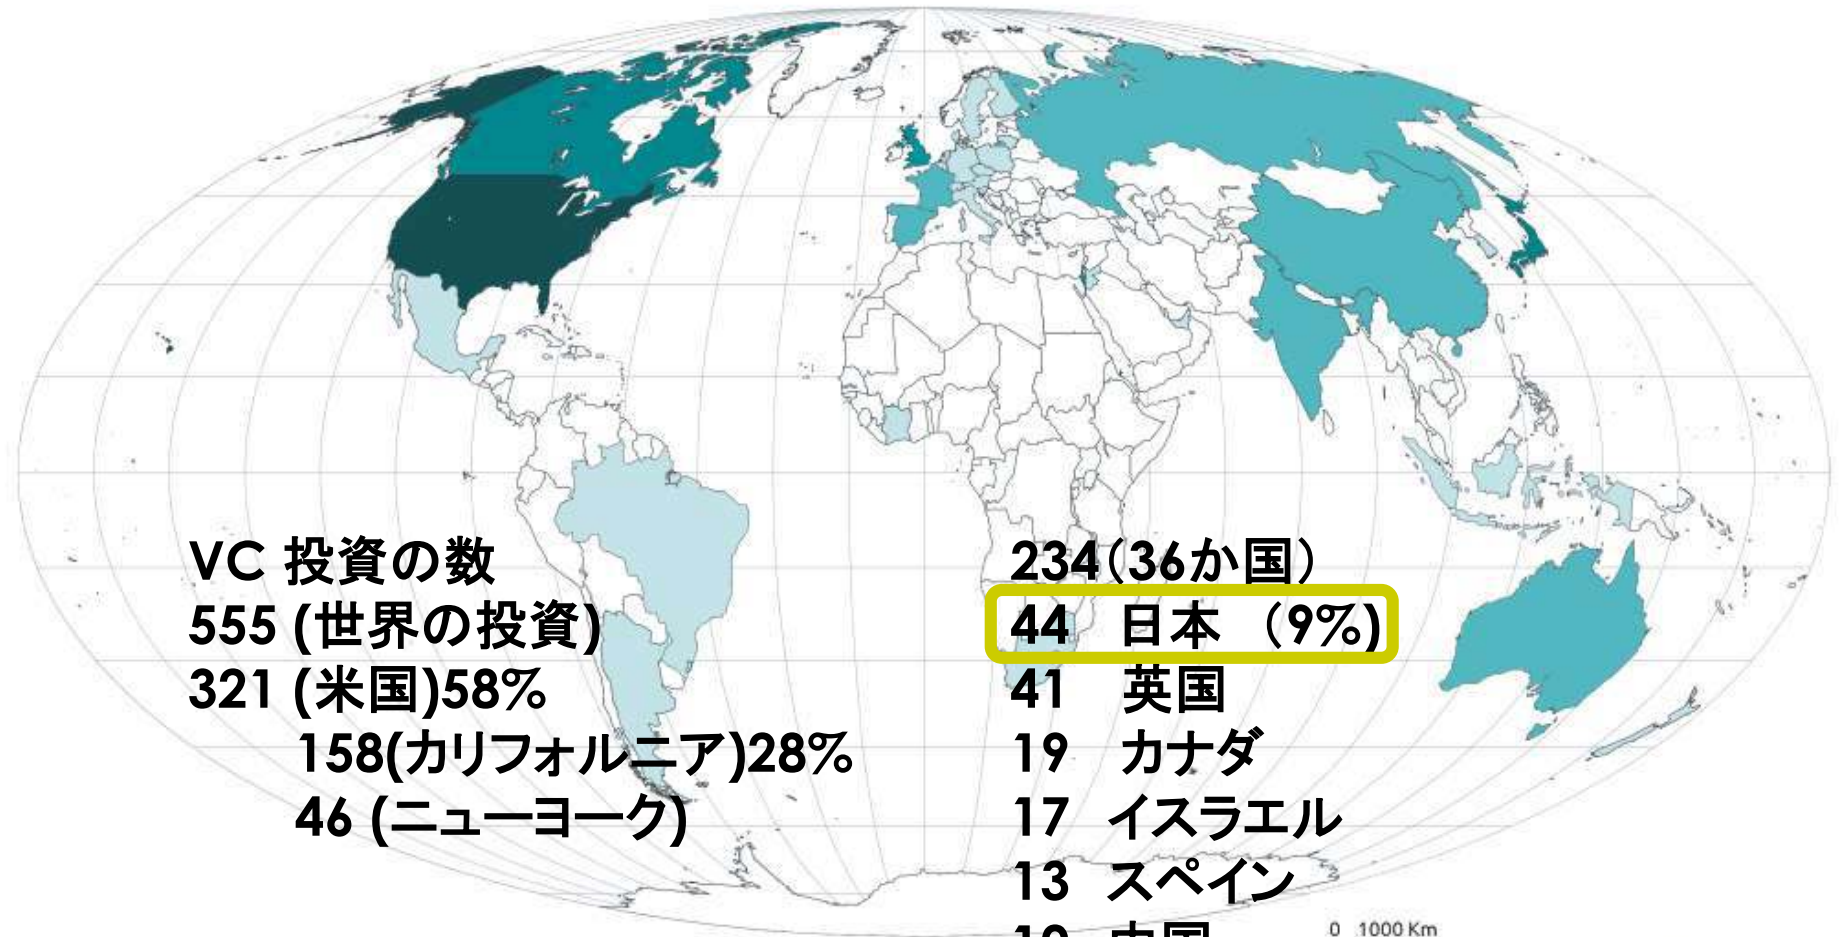 VC 投資の数
555 (世界の投資)
321 (米国)58%
158(カリフォルニア)28%
46 (ニューヨーク)
234(36か国)
44 日本 (9%)
41 英国
19 カナダ
17 イスラエル
13 スペイン
中国
0 1000 Km